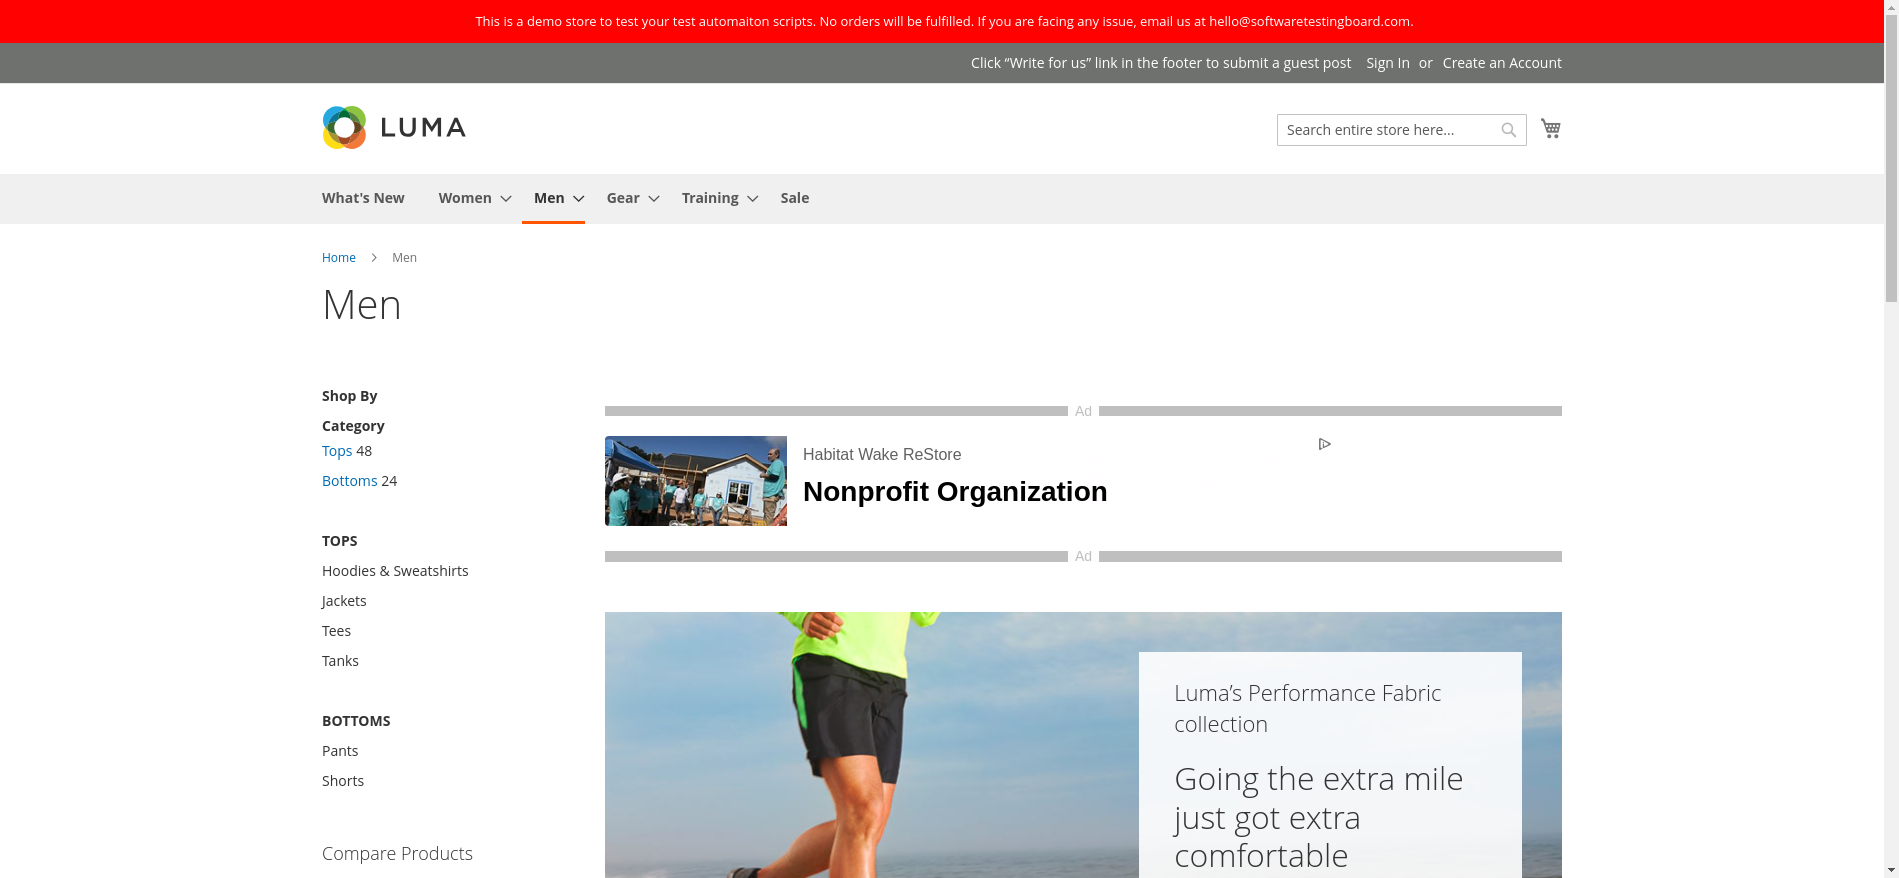 This is a demo store to test your test automaiton scripts. No orders will be fulfilled. If you are facing any issue, email us at hello@softwaretestingboard.com.
Click “Write for us” link in the footer to submit a guest post Sign In or Create an Account
LUMA
Search entire store here...
What's New Women Men Gear Training Sale
Home Men
Men
Shop By
Category
Tops 48
Bottoms 24
TOPS
Hoodies & Sweatshirts
Jackets
Tees
Tanks
BOTTOMS
Pants
Shorts
Compare Products
Ad
Habitat Wake ReStore
Nonprofit Organization
Ad
Luma’s Performance Fabric
collection
Going the extra mile
just got extra
comfortable